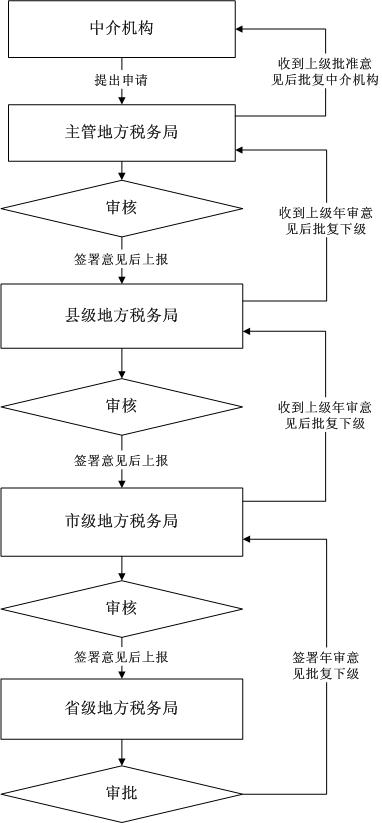 中介机构
提出申请
收到上级批准意
见后批复中介机构
主管地方税务局
审核
收到上级年审意
见后批复下级
签署意见后上报
县级地方税务局
审核
收到上级年审意
见后批复下级
签署意见后上报
市级地方税务局
审核
签署意见后上报
签署年审意
见批复下级
省级地方税务局
审批